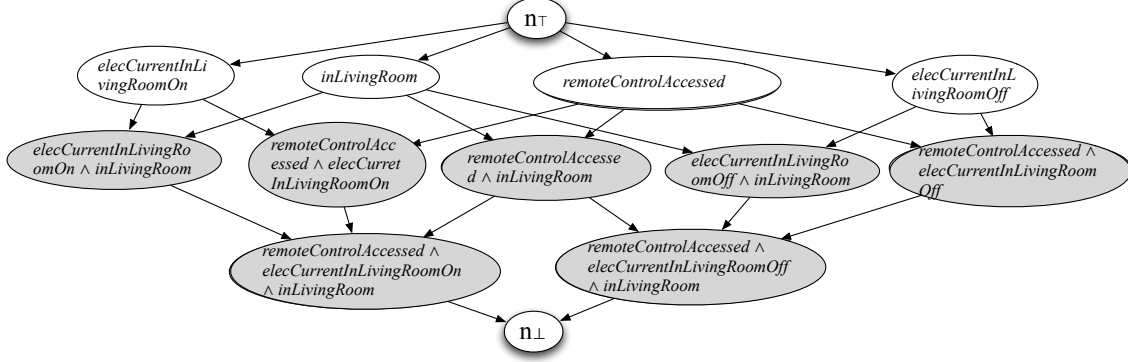 n⊤
elecCurrentInLi
vingRoomOn
inLivingRoom
remoteControlAccessed
elecCurrentInL
ivingRoomOff
elecCurrentInLivingRo
omOn ∧ inLivingRoom
remoteControlAcc
essed ∧ elecCurret
InLivingRoomOn
remoteControlAccesse
d ∧ inLivingRoom
elecCurrentInLivingRo
omOff ∧ inLivingRoom
remoteControlAccessed ∧
elecCurrentInLivingRoom
Off
remoteControlAccessed ∧
elecCurrentInLivingRoomOn
∧ inLivingRoom
remoteControlAccessed ∧
elecCurrentInLivingRoomOff
∧ inLivingRoom
n⊥